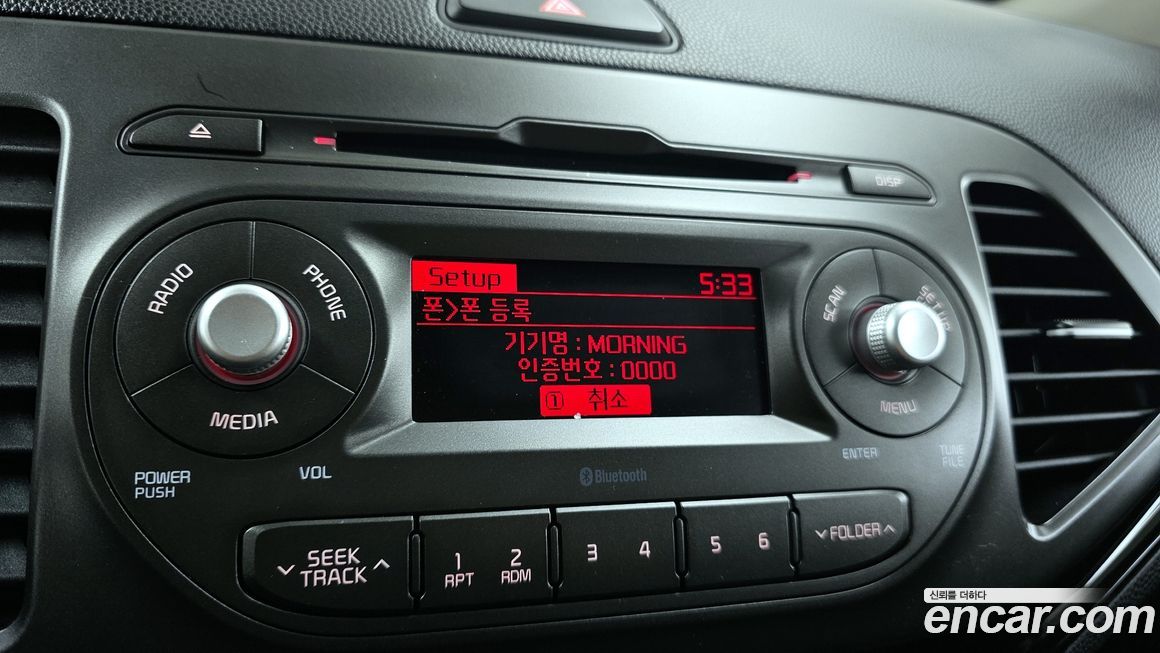 DISP
RADIO
PHONE
MEDIA
POWER
PUSH
VOL
Setup 5:33
폰>폰 등록
기기명 : MORNING
인증번호 : 0000
① 취소
Bluetooth
SCAN
SETUP
MENU
ENTER
TUNE
FILE
SEEK
TRACK
1
RPT
2
RDM
3 4
5 6
FOLDER
신뢰를 더하다
encar.com